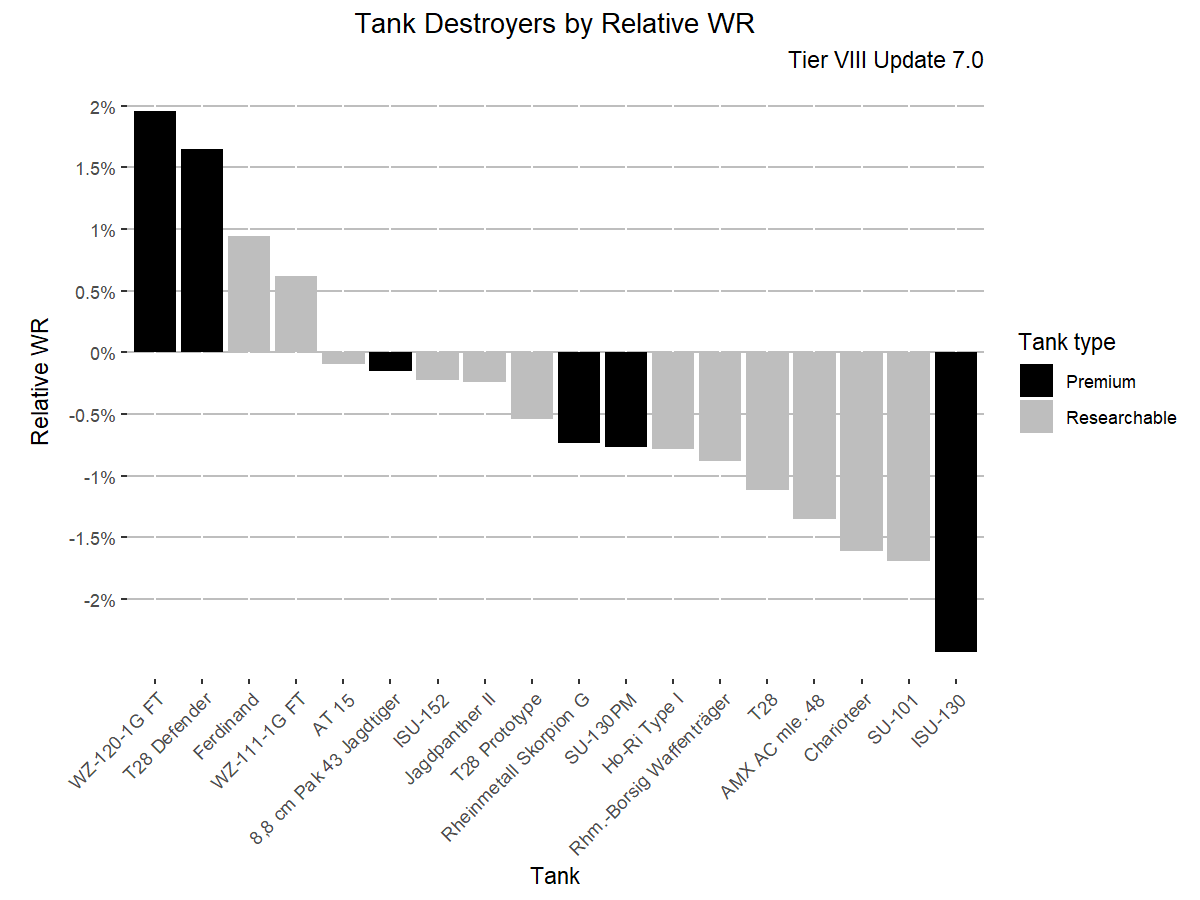 Tank Destroyers by Relative WR
Tier VIII Update 7.0
2%
1.5%
1%
0.5%
0%
-0.5%
-1%
-1.5%
-2%
Relative WR
WZ-120-1G FT
T28 Defender
Ferdinand
WZ-111-1G FT
AT 15
8,8 cm Pak 43 Jagdtiger
ISU-152
Jagdpanther II
T28 Prototype
Rheinmetall Skorpion G
SU-130PM
Ho-Ri Type I
Rhm.-Borsig Waffenträger
T28
AMX AC mle. 48
Charioteer
SU-101
ISU-130
Tank
Tank type
Premium
Researchable